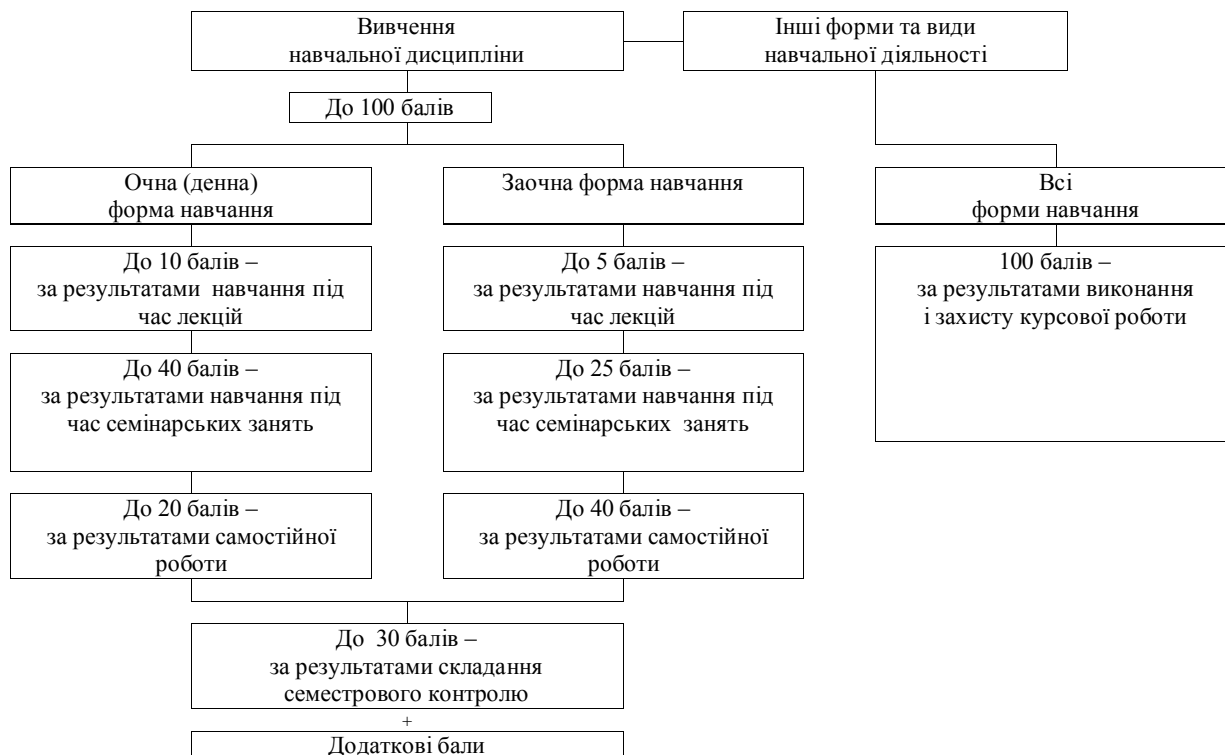 Вивчення
навчальної дисципліни
Інші форми та види
навчальної діяльності
До 100 балів
Очна (денна)
форма навчання
Заочна форма навчання
Всі
форми навчання
До 10 балів –
за результатами навчання під
час лекцій
До 5 балів –
за результатами навчання під
час лекцій
100 балів –
за результатами виконання
і захисту курсової роботи
До 40 балів –
за результатами навчання під
час семінарських занять
До 25 балів –
за результатами навчання під
час семінарських занять
До 20 балів –
за результатами самостійної
роботи
До 40 балів –
за результатами самостійної
роботи
До 30 балів –
за результатами складання
семестрового контролю
+
Додаткові бали